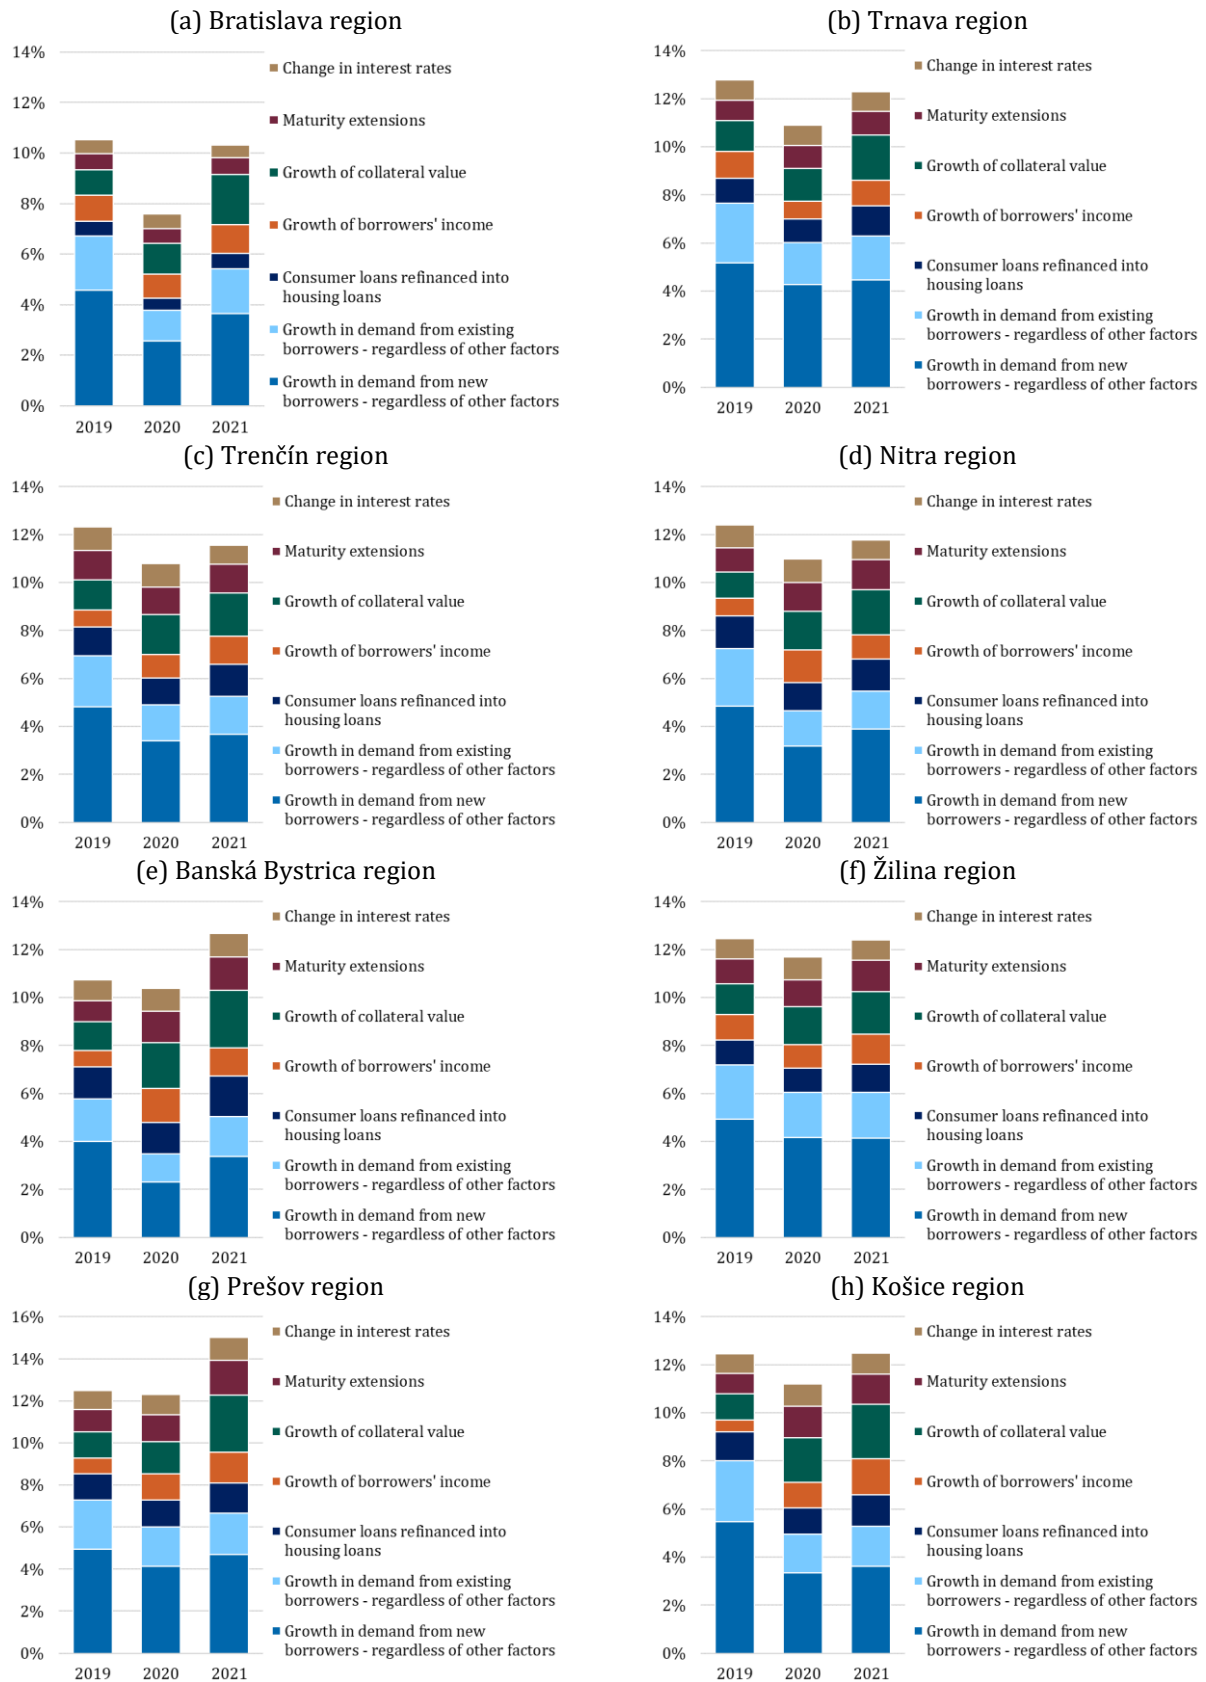 (a) Bratislava region
14%
12%
10%
8%
6%
4%
2%
0%
2019 2020 2021
Change in interest rates
Maturity extensions
Growth of collateral value
Growth of borrowers' income
Consumer loans refinanced into
housing loans
Growth in demand from existing
borrowers - regardless of other factors
Growth in demand from new
borrowers - regardless of other factors
(b) Trnava region
14%
12%
10%
8%
6%
4%
2%
0%
2019 2020 2021
Change in interest rates
Maturity extensions
Growth of collateral value
Growth of borrowers' income
Consumer loans refinanced into
housing loans
Growth in demand from existing
borrowers - regardless of other factors
Growth in demand from new
borrowers - regardless of other factors
(c) Trenčín region
14%
12%
10%
8%
6%
4%
2%
0%
2019 2020 2021
Change in interest rates
Maturity extensions
Growth of collateral value
Growth of borrowers' income
Consumer loans refinanced into
housing loans
Growth in demand from existing
borrowers - regardless of other factors
Growth in demand from new
borrowers - regardless of other factors
(d) Nitra region
14%
12%
10%
8%
6%
4%
2%
0%
2019 2020 2021
Change in interest rates
Maturity extensions
Growth of collateral value
Growth of borrowers' income
Consumer loans refinanced into
housing loans
Growth in demand from existing
borrowers - regardless of other factors
Growth in demand from new
borrowers - regardless of other factors
(e) Banská Bystrica region
14%
12%
10%
8%
6%
4%
2%
0%
2019 2020 2021
Change in interest rates
Maturity extensions
Growth of collateral value
Growth of borrowers' income
Consumer loans refinanced into
housing loans
Growth in demand from existing
borrowers - regardless of other factors
Growth in demand from new
borrowers - regardless of other factors
(f) Žilina region
14%
12%
10%
8%
6%
4%
2%
0%
2019 2020 2021
Change in interest rates
Maturity extensions
Growth of collateral value
Growth of borrowers' income
Consumer loans refinanced into
housing loans
Growth in demand from existing
borrowers - regardless of other factors
Growth in demand from new
borrowers - regardless of other factors
(g) Prešov region
16%
14%
12%
10%
8%
6%
4%
2%
0%
2019 2020 2021
Change in interest rates
Maturity extensions
Growth of collateral value
Growth of borrowers' income
Consumer loans refinanced into
housing loans
Growth in demand from existing
borrowers - regardless of other factors
Growth in demand from new
borrowers - regardless of other factors
(h) Košice region
14%
12%
10%
8%
6%
4%
2%
0%
2019 2020 2021
Change in interest rates
Maturity extensions
Growth of collateral value
Growth of borrowers' income
Consumer loans refinanced into
housing loans
Growth in demand from existing
borrowers - regardless of other factors
Growth in demand from new
borrowers - regardless of other factors